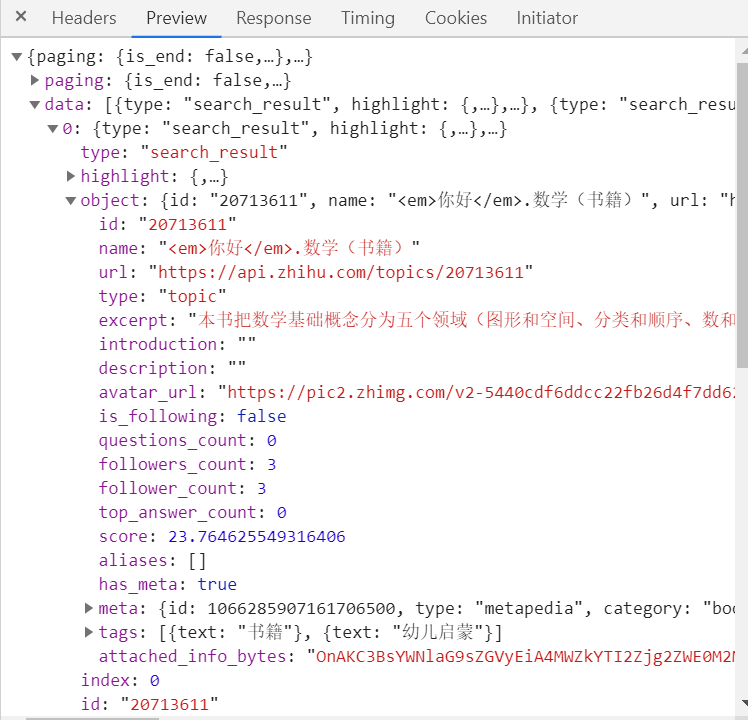 × Headers Preview Response Timing Cookies Initiator
▼{paging: {is_end: false,…},…}
▶paging: {is_end: false,…}
▼data: [{type: "search_result", highlight: {,…},…}, {type: "search_resu
▼0: {type: "search_result", highlight: {,…},…}
type: "search_result"
▶highlight: {,…}
▼object: {id: "20713611", name: "<em>你好</em>.数学（书籍）", url: "h
id: "20713611"
name: "<em>你好</em>.数学（书籍）"
url: "https://api.zhihu.com/topics/20713611"
type: "topic"
excerpt: "本书把数学基础概念分为五个领域（图形和空间、分类和顺序、数和
introduction: ""
description: ""
avatar_url: "https://pic2.zhimg.com/v2-5440cdf6ddcc22fb26d4f7dd62
is_following: false
questions_count: 0
followers_count: 3
follower_count: 3
top_answer_count: 0
score: 23.764625549316406
aliases: []
has_meta: true
▶meta: {id: 1066285907161706500, type: "metapedia", category: "boo
▶tags: [{text: "书籍"}, {text: "幼儿启蒙"}]
attached_info_bytes: "OnAKC3BsYWNlaG9sZGVyEiA4MWZkYTI2Zjg2ZWE0M2M
index: 0
id: "20713611"